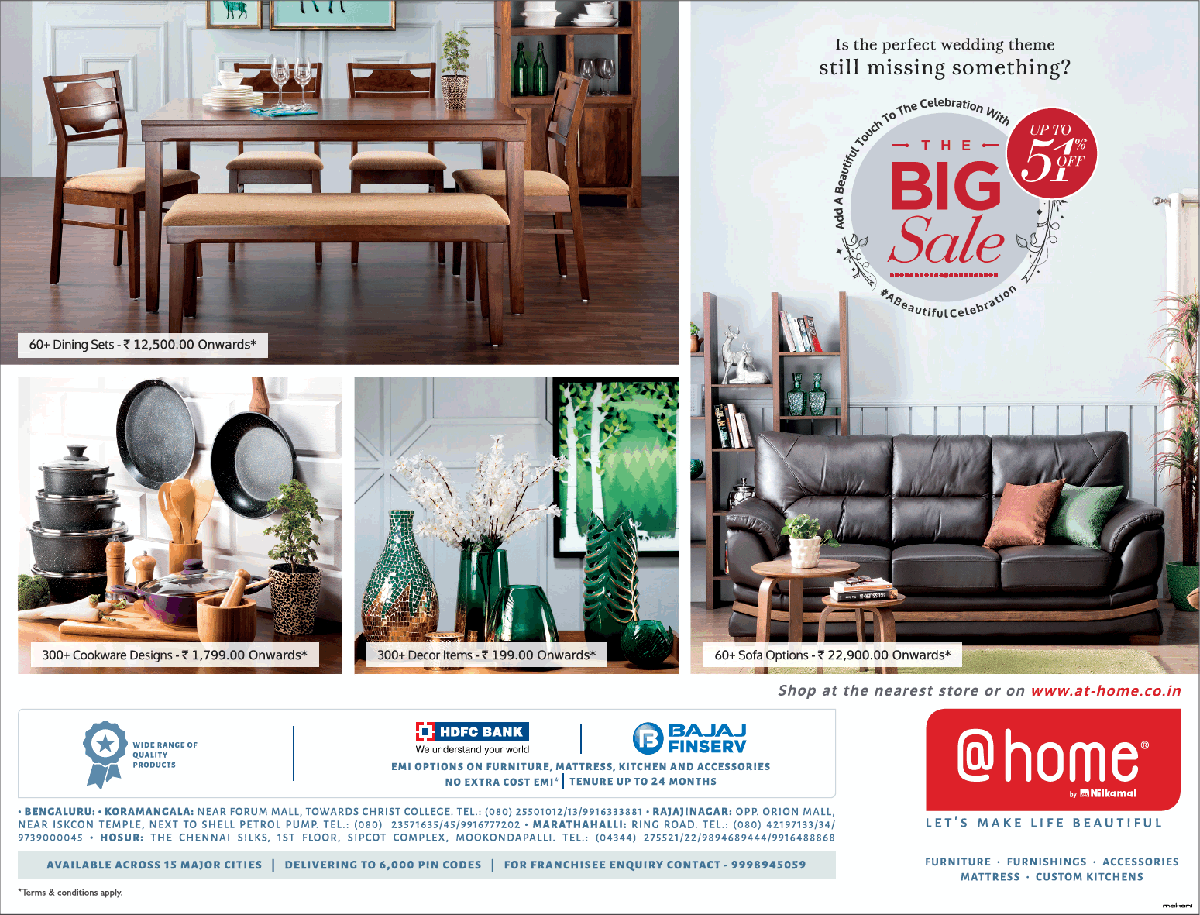 Is the perfect wedding theme
still missing something?
Add A Beautiful Touch To The Celebration With
THE
BIG
Sale
UP TO
51%
OFF
#ABeautifulCelebration
60+ Dining Sets - ₹ 12,500.00 Onwards*
300+ Cookware Designs - ₹ 1,799.00 Onwards*
300+ Decor Items - ₹ 199.00 Onwards*
60+ Sofa Options - ₹ 22,900.00 Onwards*
Shop at the nearest store or on www.at-home.co.in
WIDE RANGE OF
QUALITY
PRODUCTS
HDFC BANK
We understand your world
B BAJAJ
FINSERV
EMI OPTIONS ON FURNITURE, MATTRESS, KITCHEN AND ACCESSORIES
NO EXTRA COST EMI* | TENURE UP TO 24 MONTHS
@home®
by Nilkamal
LET'S MAKE LIFE BEAUTIFUL
• BENGALURU: • KORAMANGALA: NEAR FORUM MALL, TOWARDS CHRIST COLLEGE. TEL.: (080) 25501012/13/9916333881 • RAJAJINAGAR: OPP. ORION MALL,
NEAR ISKCON TEMPLE, NEXT TO SHELL PETROL PUMP. TEL.: (080) 23571635/45/9916777202 • MARATHAHALLI: RING ROAD. TEL.: (080) 42197133/34/
9739000045 • HOSUR: THE CHENNAI SILKS, 1ST FLOOR, SIPCOT COMPLEX, MOOKONDAPALLI. TEL.: (04344) 275521/22/9894689444/9916488868
AVAILABLE ACROSS 15 MAJOR CITIES | DELIVERING TO 6,000 PIN CODES | FOR FRANCHISEE ENQUIRY CONTACT - 9998945059
FURNITURE • FURNISHINGS • ACCESSORIES
MATTRESS • CUSTOM KITCHENS
*Terms & conditions apply.